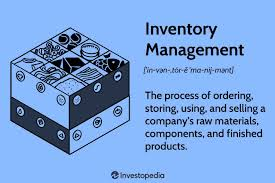 Inventory
Management
['in-vən-ˌtȯr-ē 'ma-nij-mənt]
The process of ordering,
storing, using, and selling a
company's raw materials,
components, and finished
products.
investopedia